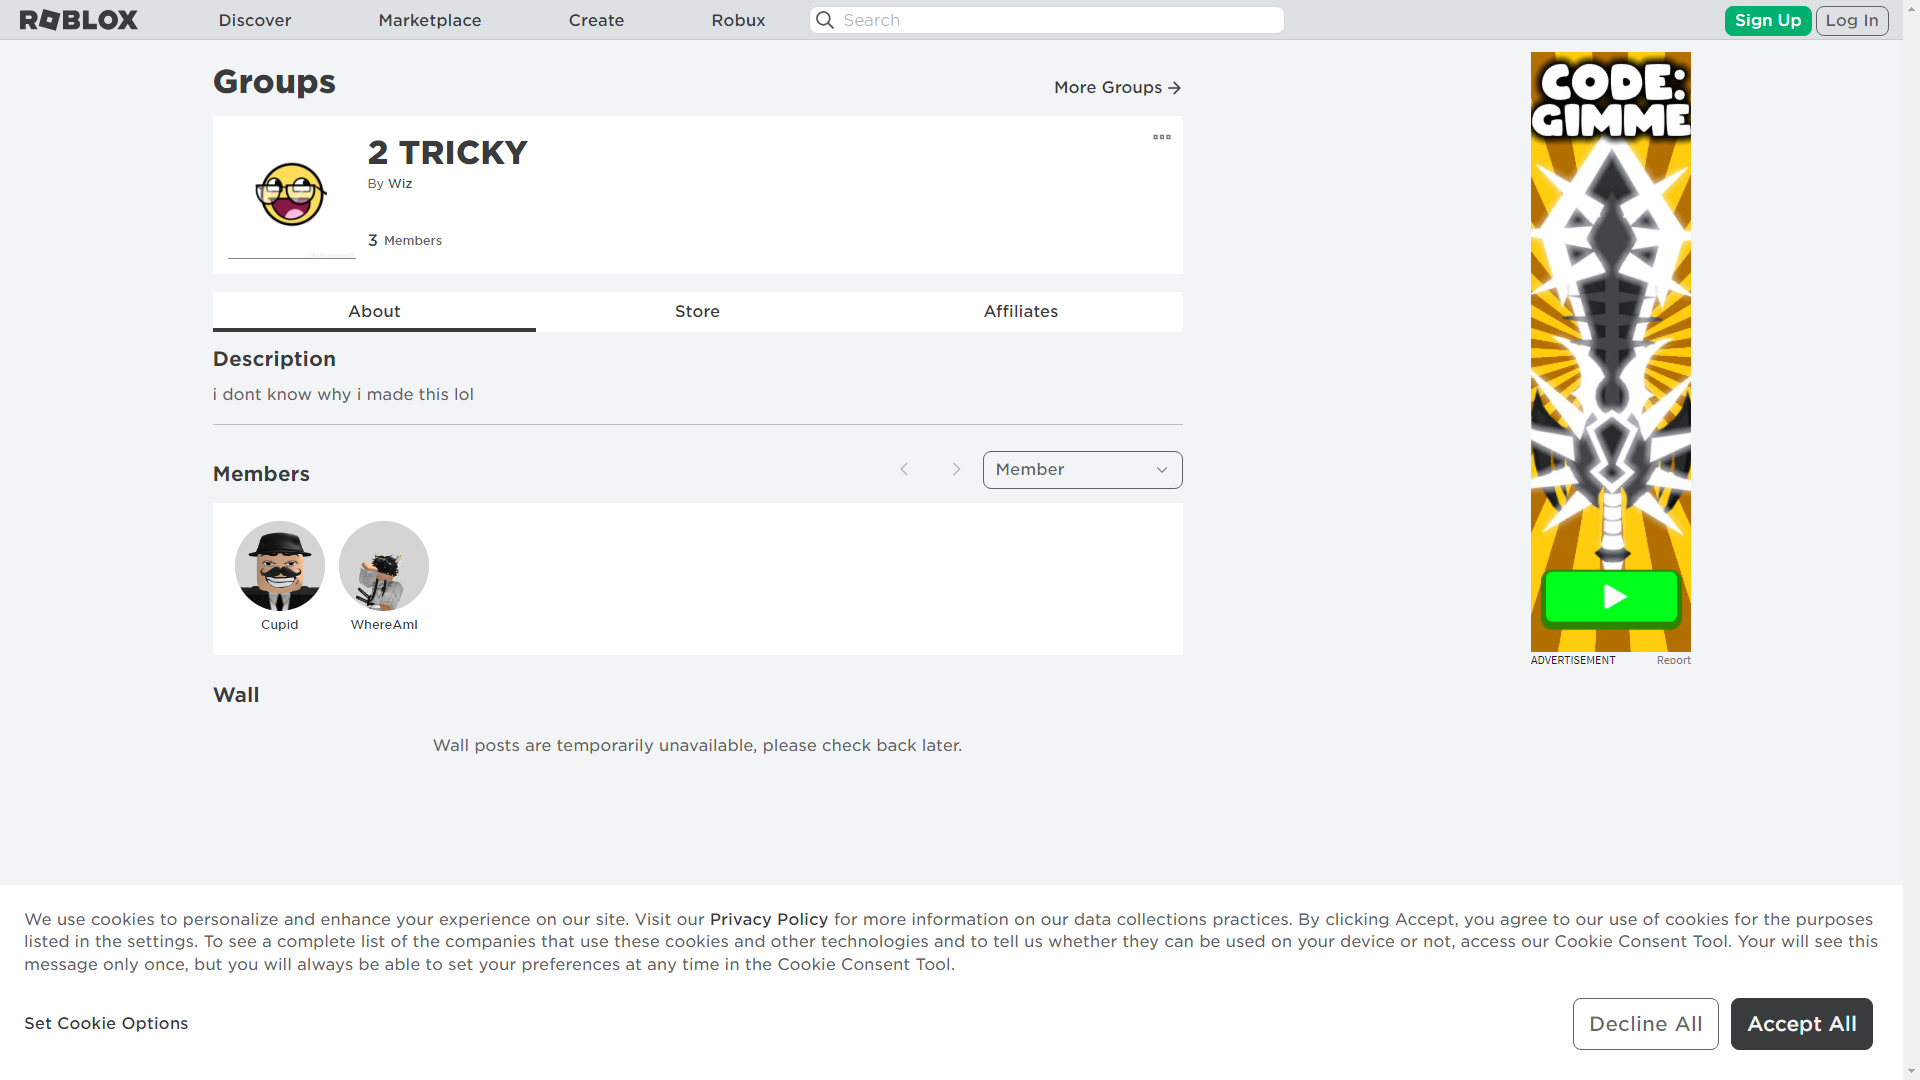 ROBLOX
Discover
Marketplace
Create
Robux
Search
Sign Up
Log In
Groups
More Groups
2 TRICKY
By Wiz
3 Members
About
Store
Affiliates
Description
i dont know why i made this lol
Members
Member
Cupid
WhereAmI
Wall
Wall posts are temporarily unavailable, please check back later.
CODE:
GIMME
ADVERTISEMENT
Report
We use cookies to personalize and enhance your experience on our site. Visit our Privacy Policy for more information on our data collections practices. By clicking Accept, you agree to our use of cookies for the purposes
listed in the settings. To see a complete list of the companies that use these cookies and other technologies and to tell us whether they can be used on your device or not, access our Cookie Consent Tool. Your will see this
message only once, but you will always be able to set your preferences at any time in the Cookie Consent Tool.
Set Cookie Options
Decline All
Accept All